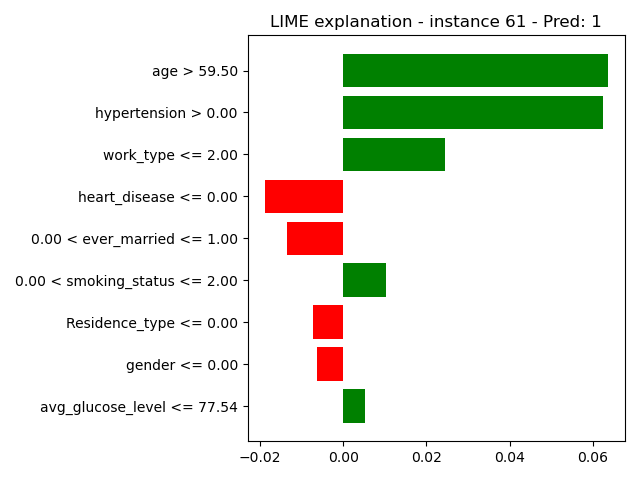 LIME explanation - instance 61 - Pred: 1
age > 59.50
hypertension > 0.00
work_type <= 2.00
heart_disease <= 0.00
0.00 < ever_married <= 1.00
0.00 < smoking_status <= 2.00
Residence_type <= 0.00
gender <= 0.00
avg_glucose_level <= 77.54
−0.02 0.00 0.02 0.04 0.06